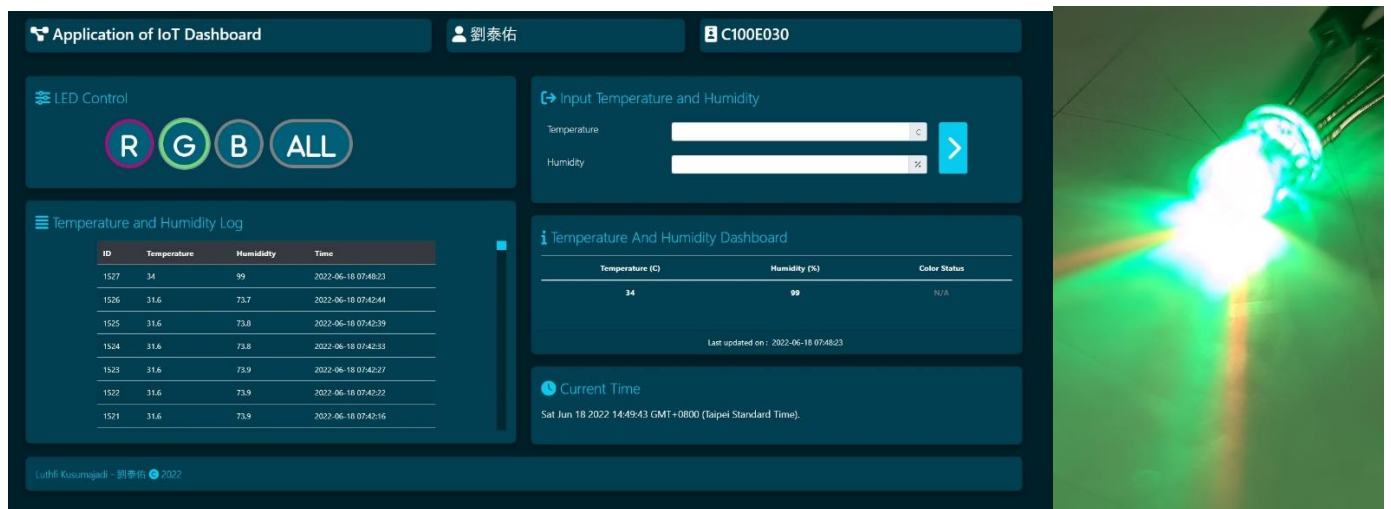 Application of IoT Dashboard
劉泰佑
C100E030
LED Control
R G B ALL
Input Temperature and Humidity
Temperature C
Humidity %
Temperature and Humidity Log
ID Temperature Humididty Time
1527 34 99 2022-06-18 07:48:23
1526 31.6 73.7 2022-06-18 07:42:44
1525 31.6 73.8 2022-06-18 07:42:39
1524 31.6 73.8 2022-06-18 07:42:33
1523 31.6 73.9 2022-06-18 07:42:27
1522 31.6 73.9 2022-06-18 07:42:22
1521 31.6 73.9 2022-06-18 07:42:16
Temperature And Humidity Dashboard
Temperature (C) Humidity (%) Color Status
34 99 N/A
Last updated on : 2022-06-18 07:48:23
Current Time
Sat Jun 18 2022 14:49:43 GMT+0800 (Taipei Standard Time).
Luthfi Kusumajadi - 劉泰佑 © 2022